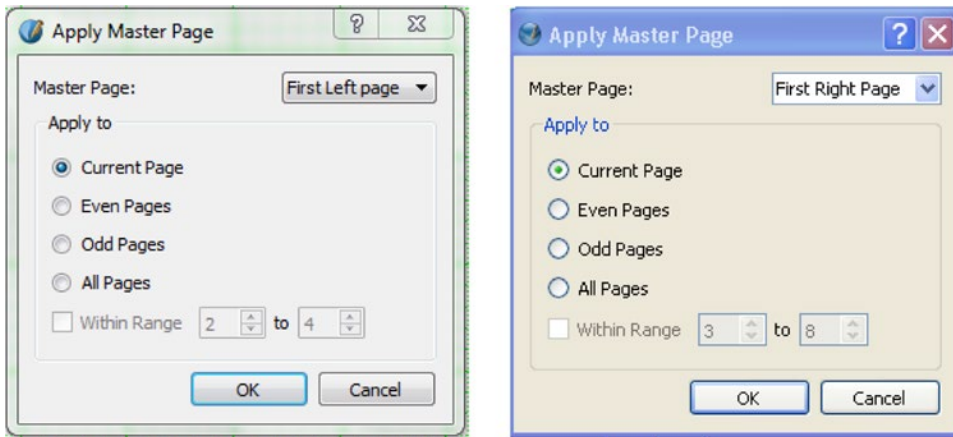 Apply Master Page
Master Page: First Left page
Apply to
Current Page
Even Pages
Odd Pages
All Pages
Within Range 2 to 4
OK Cancel
Apply Master Page ?
Master Page: First Right Page
Apply to
Current Page
Even Pages
Odd Pages
All Pages
Within Range 3 to 8
OK Cancel